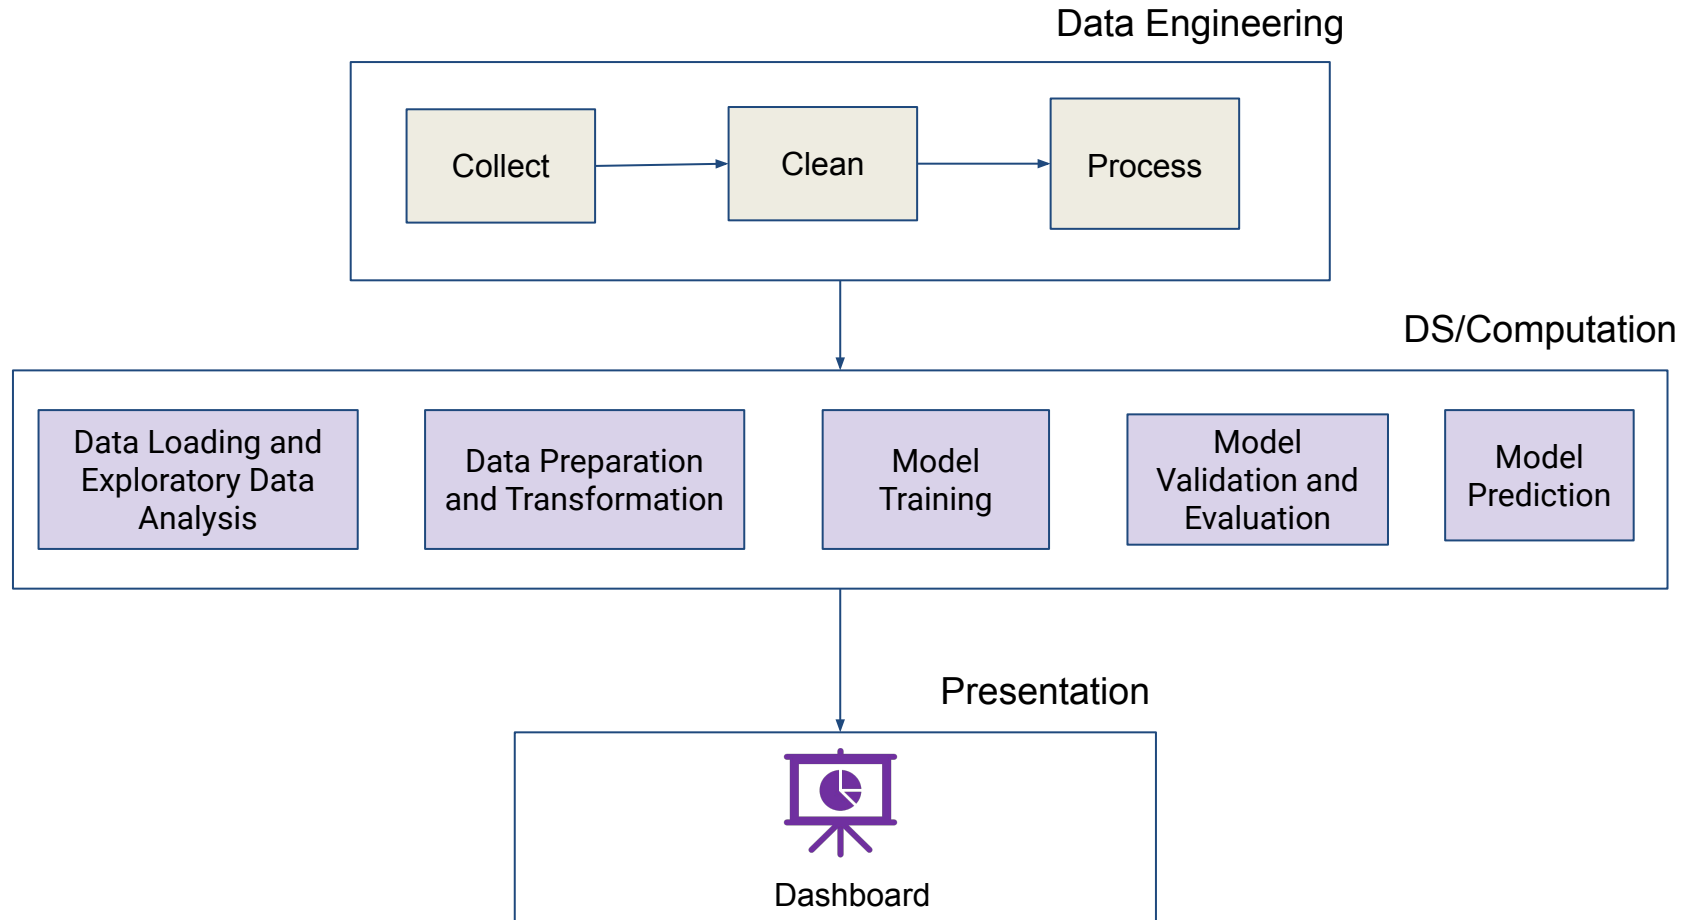 Data Engineering
Collect
Clean
Process
DS/Computation
Data Loading and
Exploratory Data
Analysis
Data Preparation
and Transformation
Model
Training
Model
Validation and
Evaluation
Model
Prediction
Presentation
Dashboard